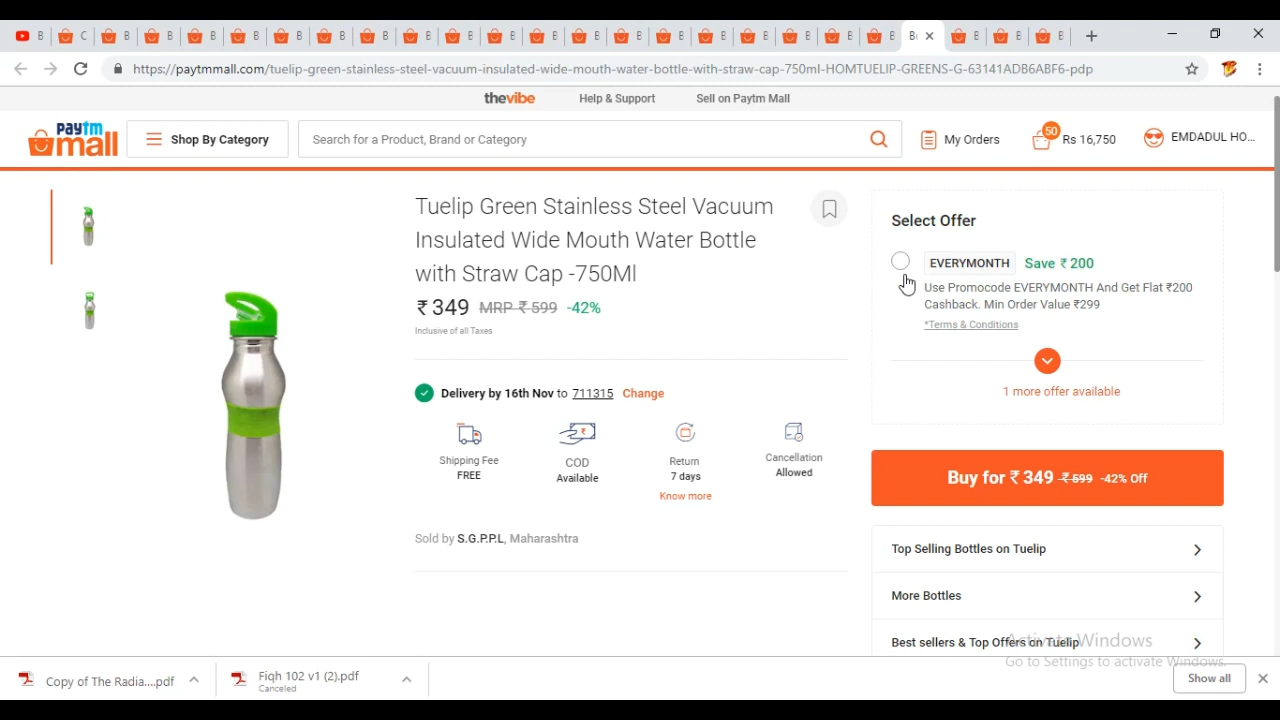 B C B B B B B B B B B B B B B B B B B B B Bo B B B
https://paytmmall.com/tuelip-green-stainless-steel-vacuum-insulated-wide-mouth-water-bottle-with-straw-cap-750ml-HOMTUELIP-GREENS-G-63141ADB6ABF6-pdp
thevibe Help & Support Sell on Paytm Mall
paytm mall
Shop By Category
Search for a Product, Brand or Category
My Orders
50
Rs 16,750
EMDADUL HO...
Tuelip Green Stainless Steel Vacuum
Insulated Wide Mouth Water Bottle
with Straw Cap -750Ml
₹ 349 MRP ₹ 599 -42%
Inclusive of all Taxes
Delivery by 16th Nov to 711315 Change
Shipping Fee
FREE
COD
Available
Return
7 days
Know more
Cancellation
Allowed
Sold by S.G.P.P.L, Maharashtra
Select Offer
EVERYMONTH Save ₹ 200
Use Promocode EVERYMONTH And Get Flat ₹200
Cashback. Min Order Value ₹299
*Terms & Conditions
1 more offer available
Buy for ₹ 349 ₹ 599 -42% Off
Top Selling Bottles on Tuelip
More Bottles
Best sellers & Top Offers on Tuelip
Activate Windows
Go to Settings to activate Windows.
Copy of The Radia....pdf
Fiqh 102 v1 (2).pdf
Canceled
Show all